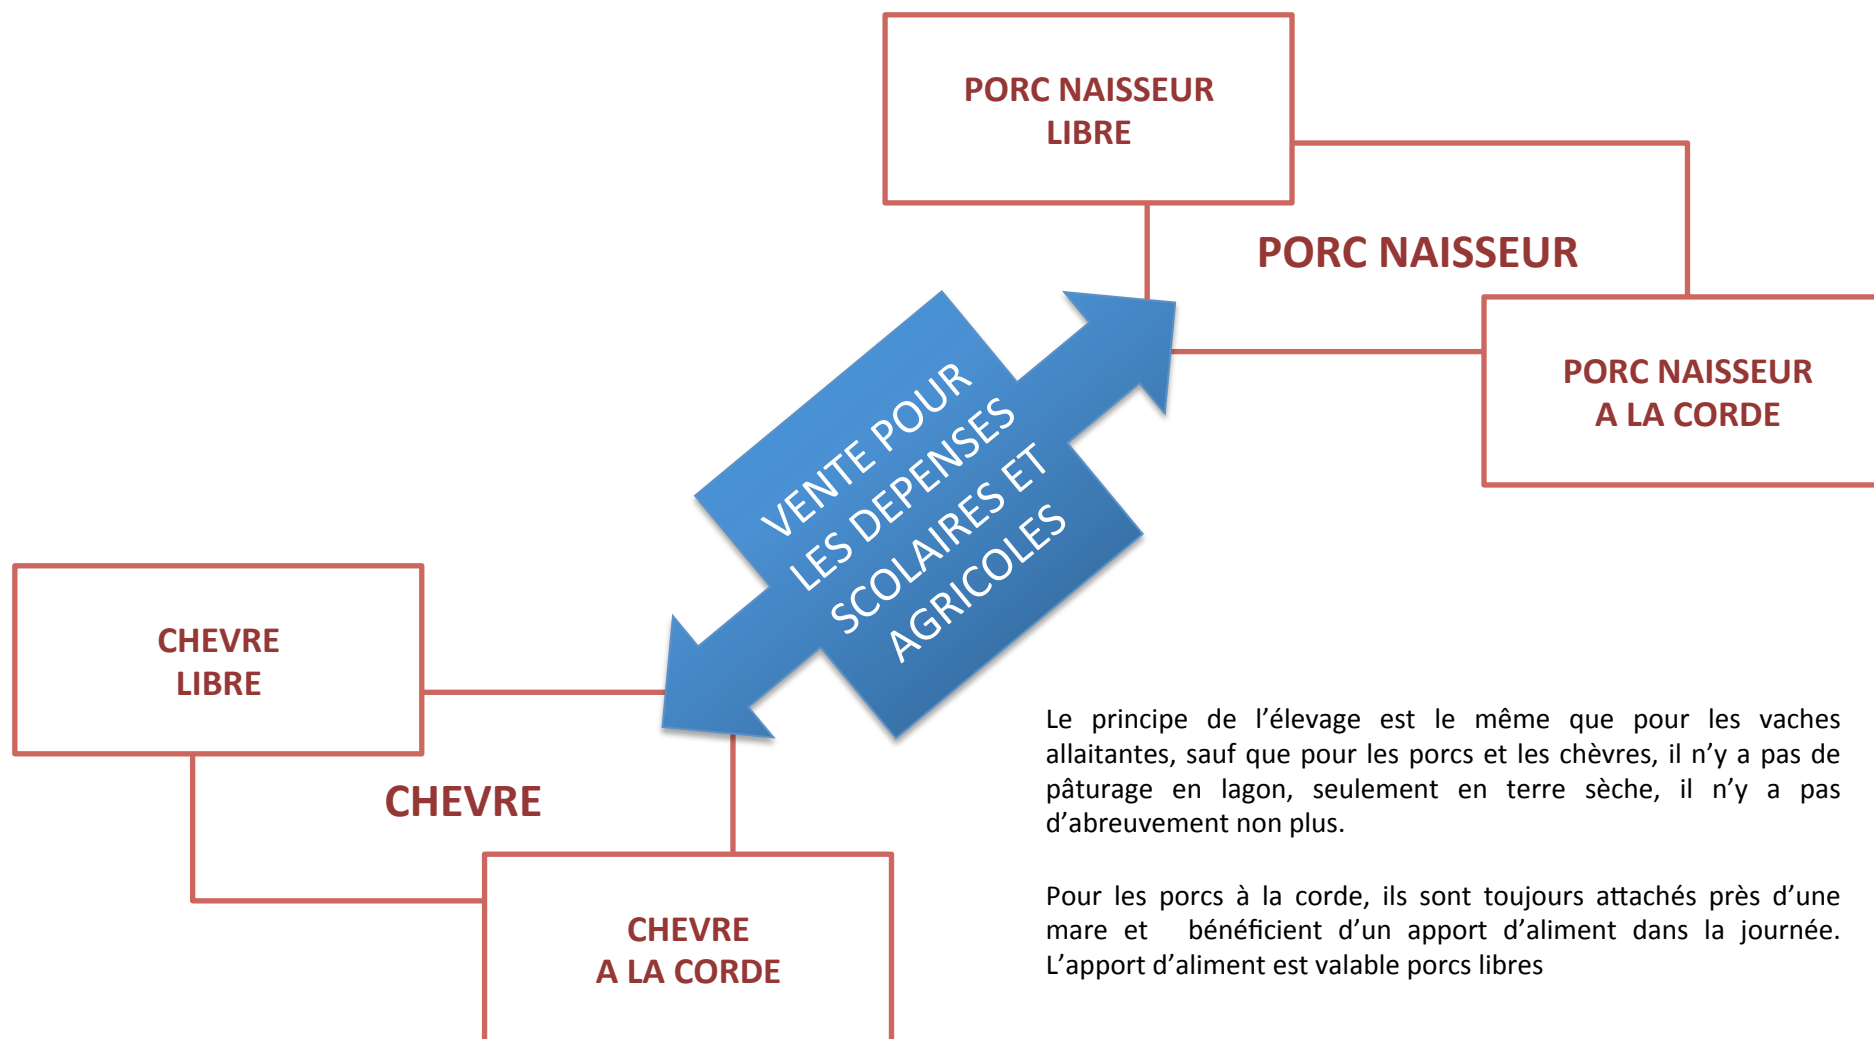 PORC NAISSEUR
LIBRE
PORC NAISSEUR
PORC NAISSEUR
A LA CORDE
VENTE POUR
LES DEPENSES
SCOLAIRES ET
AGRICOLES
CHEVRE
LIBRE
CHEVRE
CHEVRE
A LA CORDE
Le principe de l’élevage est le même que pour les vaches
allaitantes, sauf que pour les porcs et les chèvres, il n’y a pas de
pâturage en lagon, seulement en terre sèche, il n’y a pas
d’abreuvement non plus.
Pour les porcs à la corde, ils sont toujours attachés près d’une
mare et bénéficient d’un apport d’aliment dans la journée.
L’apport d’aliment est valable porcs libres